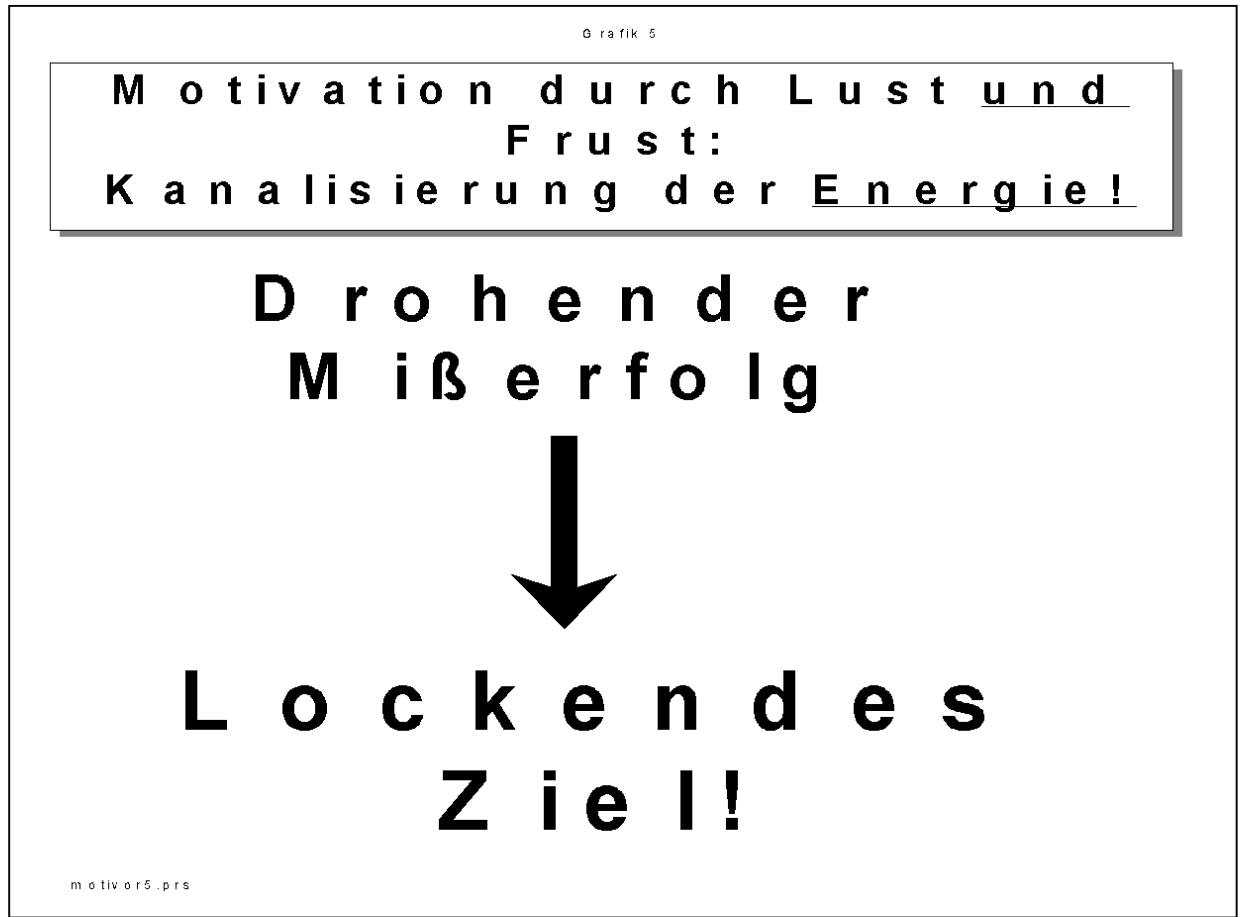 Grafik 5
Motivation durch Lust und
Frust:
Kanalisierung der Energie!
Drohender
Mißerfolg
Lockendes
Ziel!
motivor5.prs